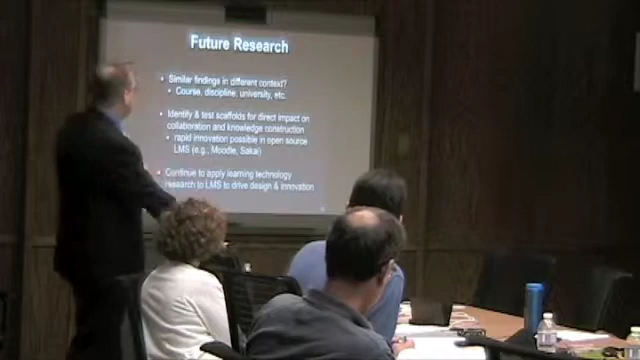 Future Research
• Similar findings in different context?
• Course, discipline, university, etc.
• Identify & test scaffolds for direct impact on
collaboration and knowledge construction
• rapid innovation possible in open source
LMS (e.g., Moodle, Sakai)
• Continue to apply learning technology
research to LMS to drive design & innovation